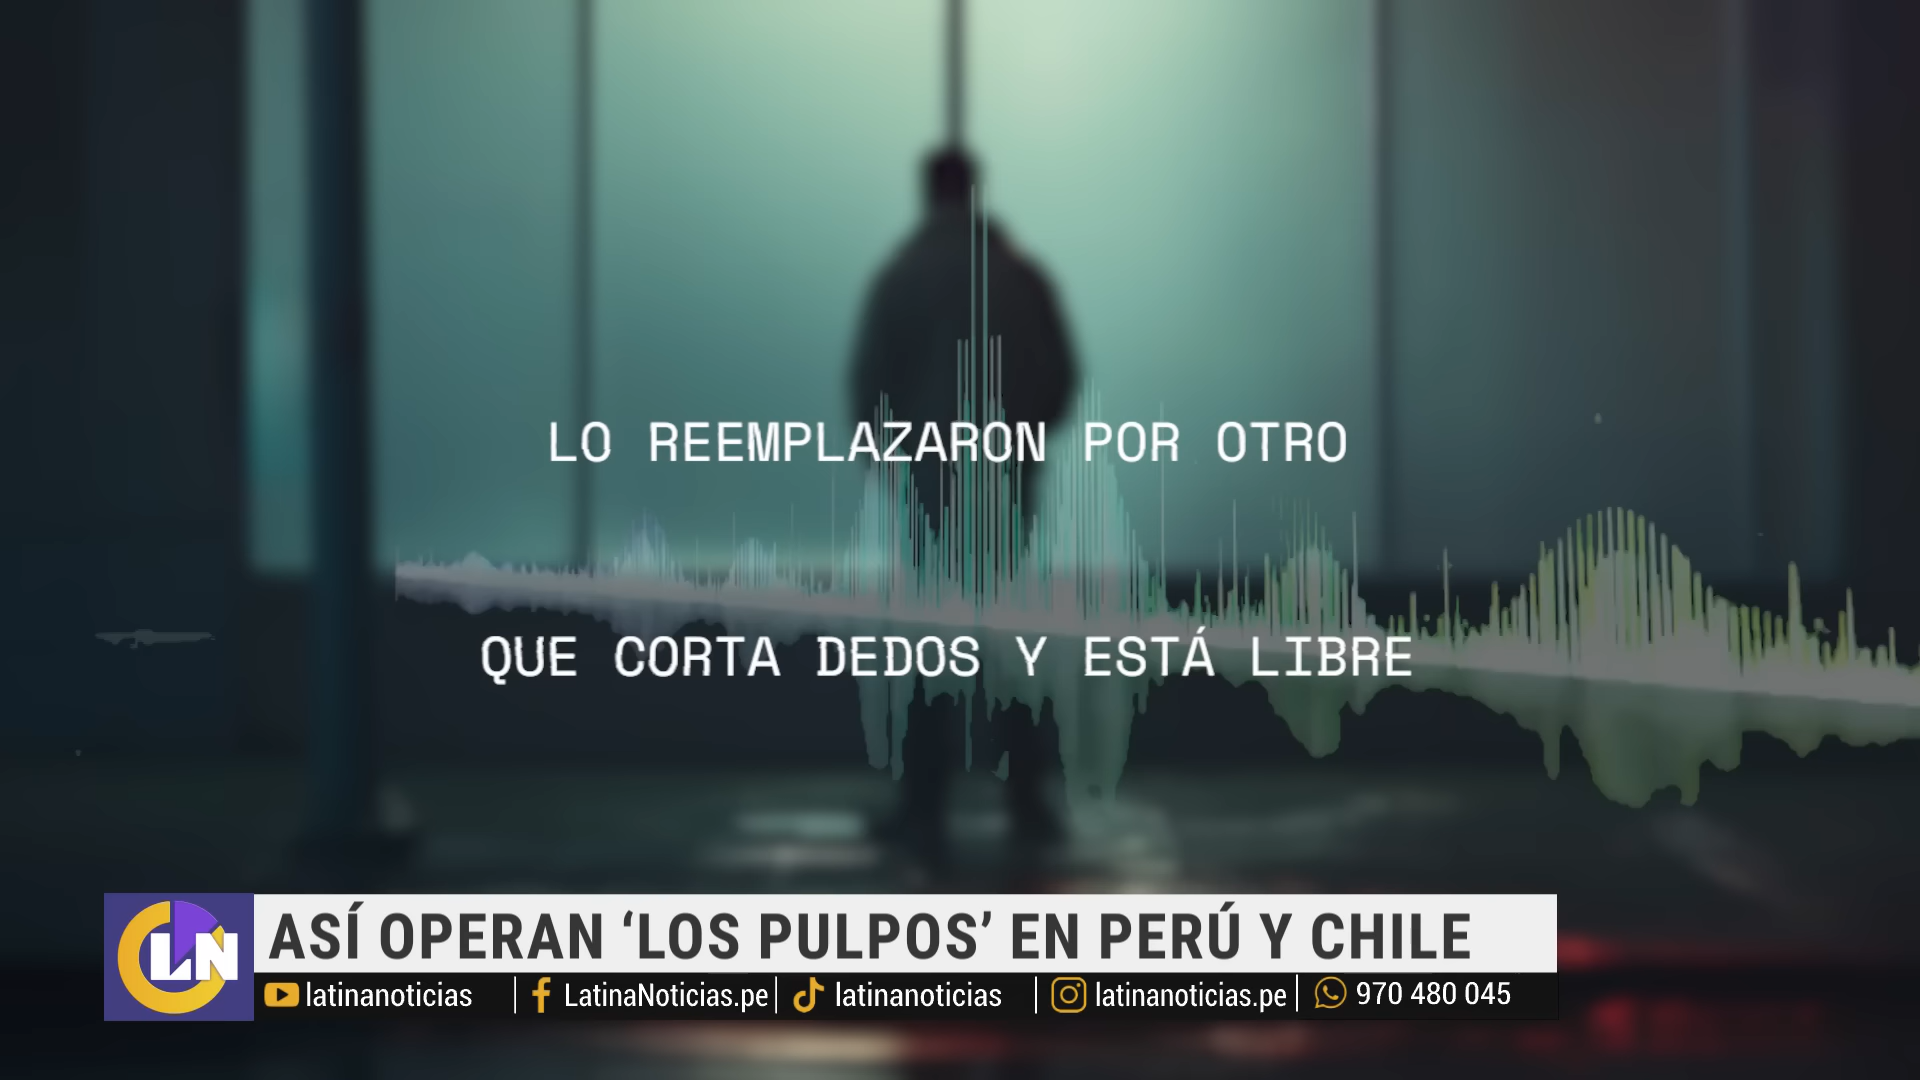 LO REEMPLAZARON POR OTRO
QUE CORTA DEDOS Y ESTÁ LIBRE
LN
ASÍ OPERAN ‘LOS PULPOS’ EN PERÚ Y CHILE
latinanoticias | LatinaNoticias.pe | latinanoticias | latinanoticias.pe | 970 480 045